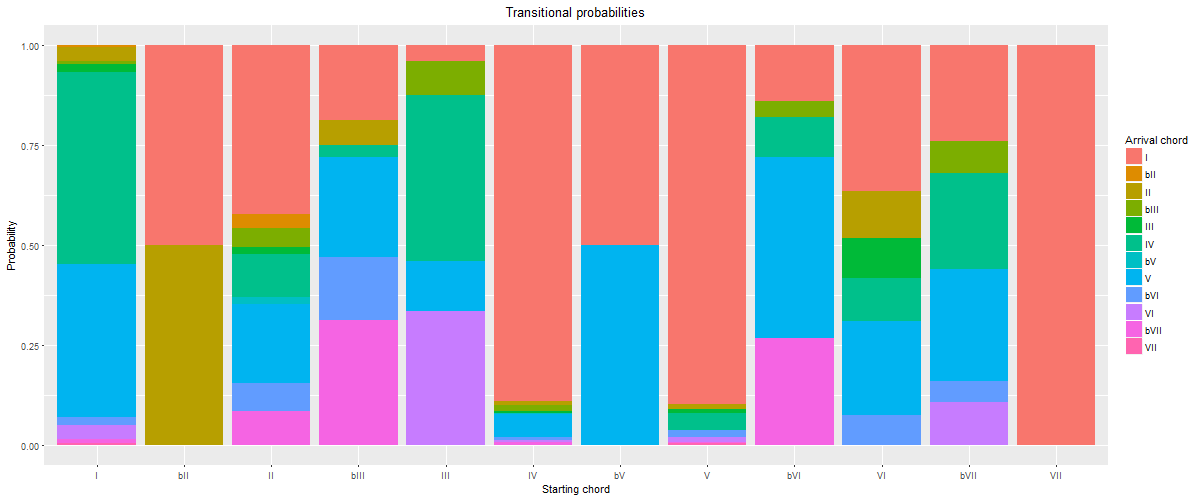 Transitional probabilities
Probability
1.00
0.75
0.50
0.25
0.00
I bII II bIII III IV bV V bVI VI bVII VII
Starting chord
Arrival chord
I
bII
II
bIII
III
IV
bV
V
bVI
VI
bVII
VII